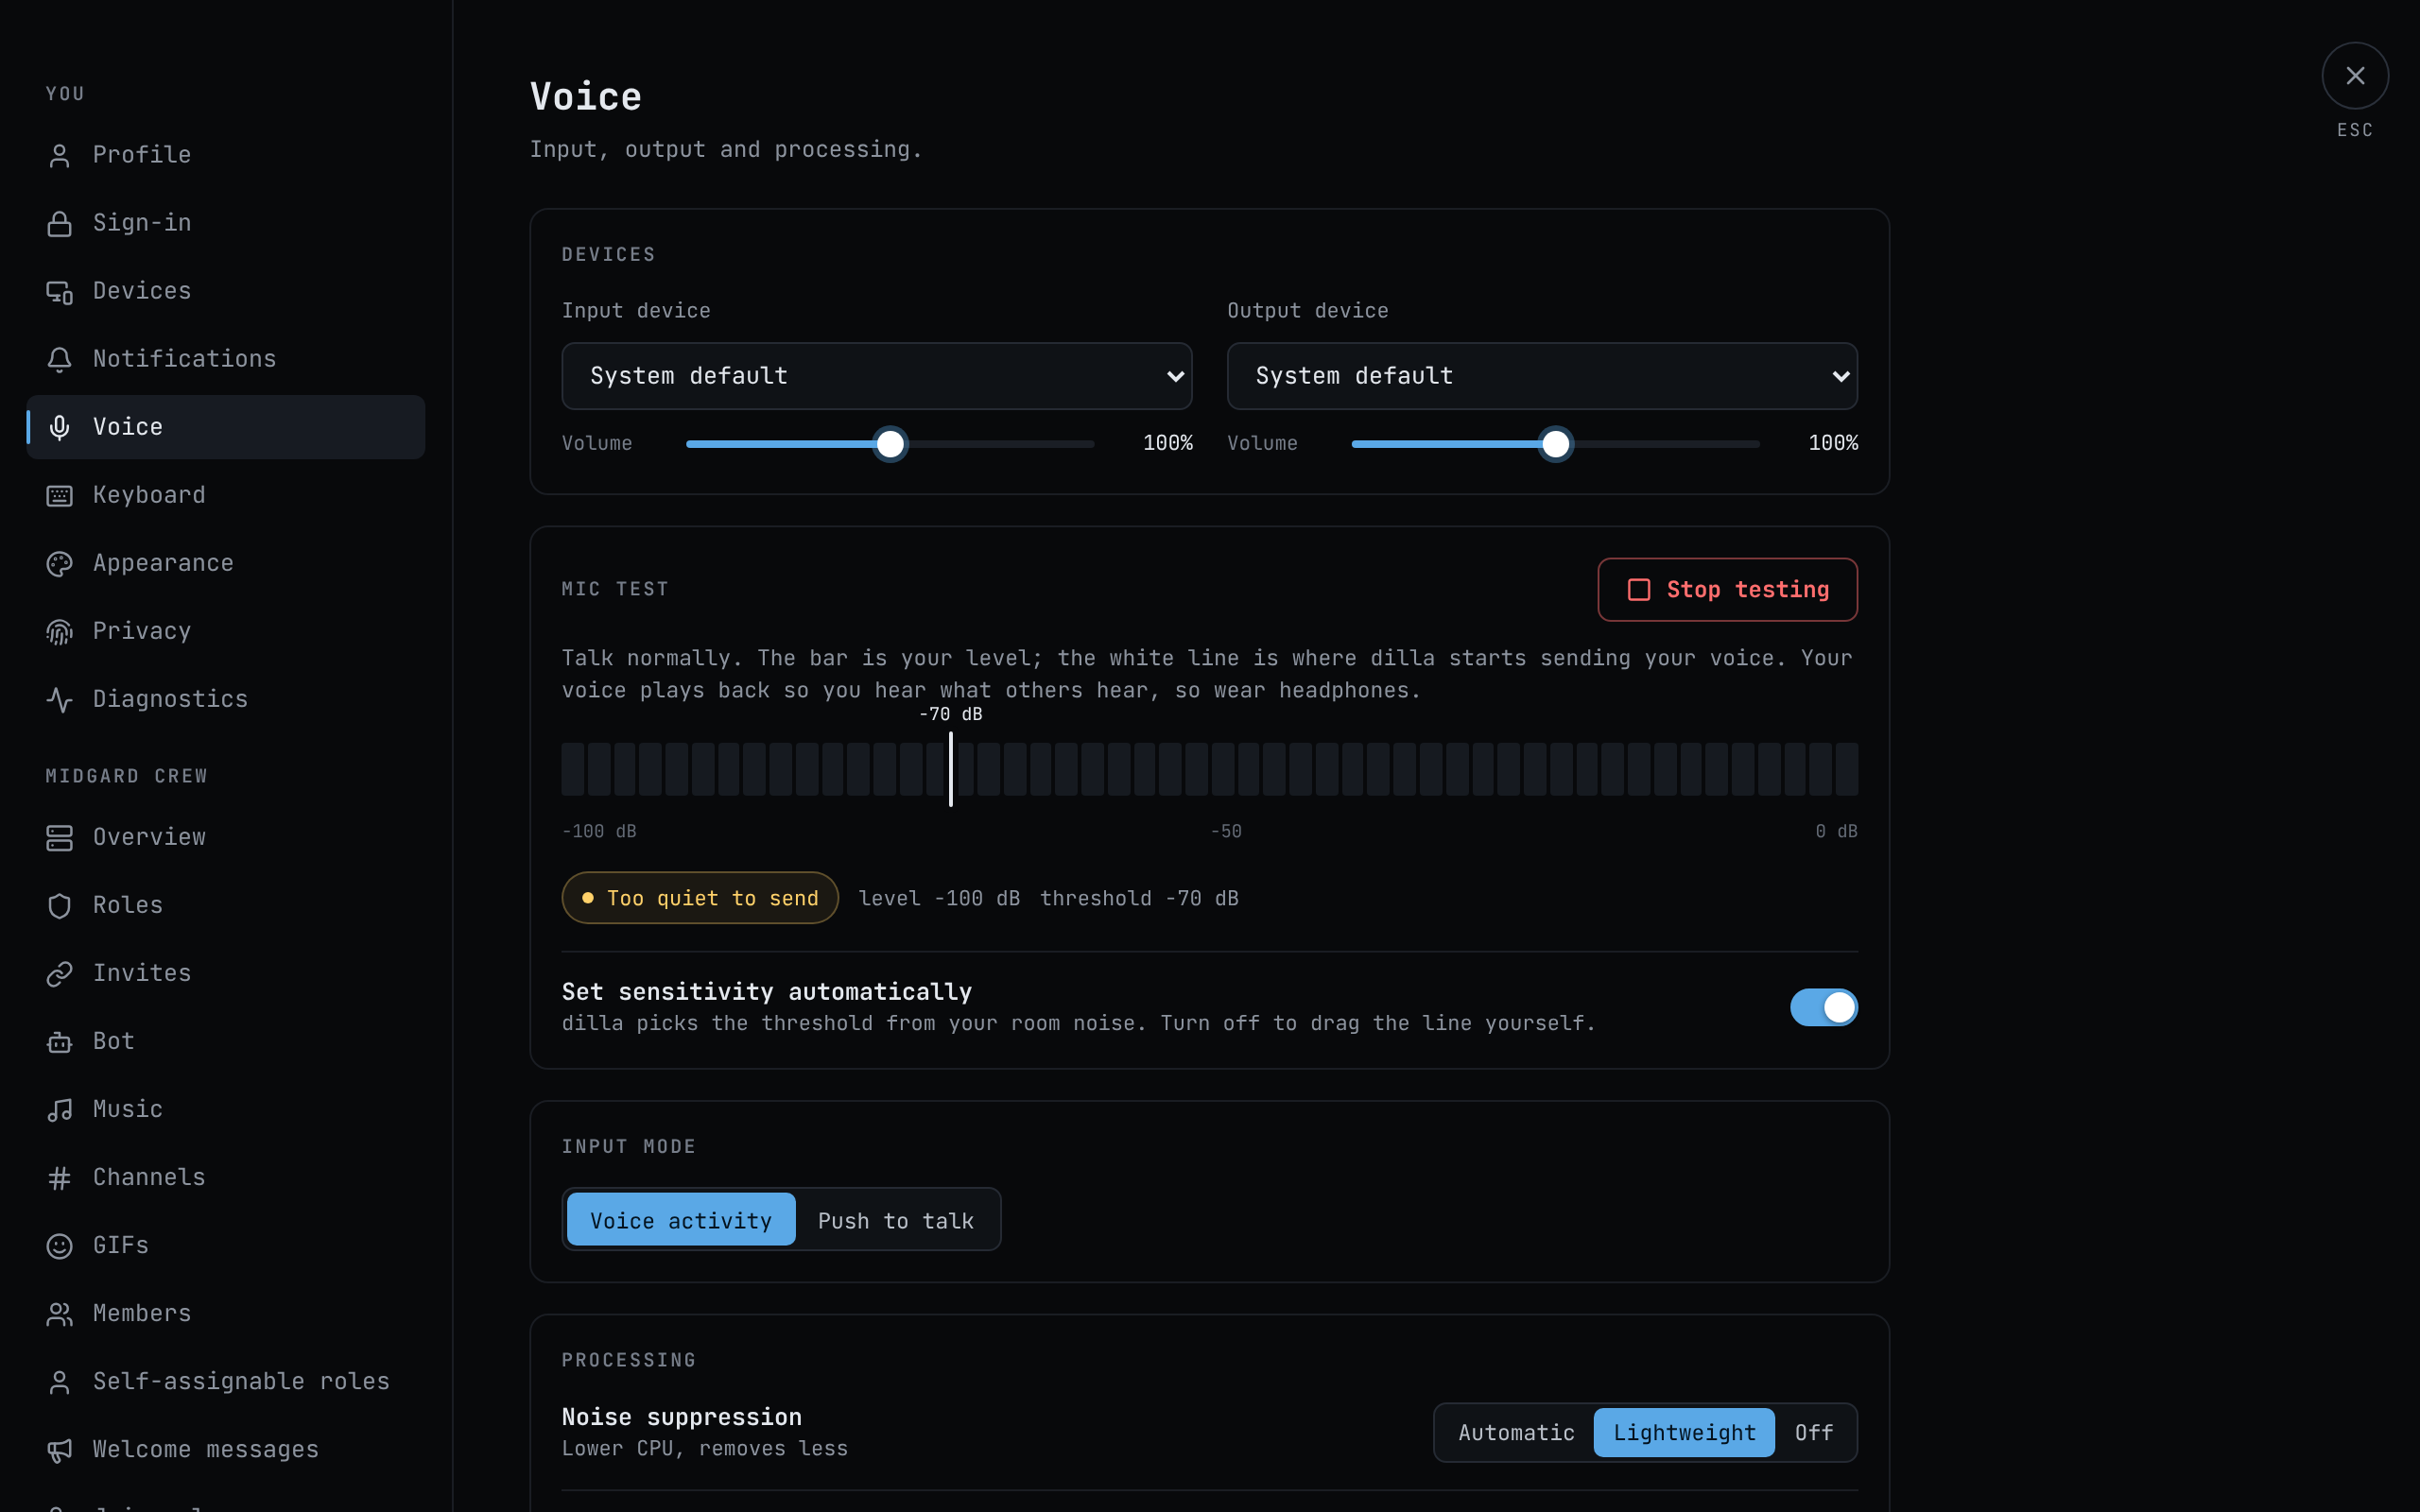 YOU
Profile
Sign-in
Devices
Notifications
Voice
Keyboard
Appearance
Privacy
Diagnostics
MIDGARD CREW
Overview
Roles
Invites
Bot
Music
Channels
GIFs
Members
Self-assignable roles
Welcome messages
Voice
Input, output and processing.
ESC
DEVICES
Input device
System default
Volume
100%
Output device
System default
Volume
100%
MIC TEST
Stop testing
Talk normally. The bar is your level; the white line is where dilla starts sending your voice. Your
voice plays back so you hear what others hear, so wear headphones.
-70 dB
-100 dB
-50
0 dB
Too quiet to send
level -100 dB
threshold -70 dB
Set sensitivity automatically
dilla picks the threshold from your room noise. Turn off to drag the line yourself.
INPUT MODE
Voice activity
Push to talk
PROCESSING
Noise suppression
Lower CPU, removes less
Automatic
Lightweight
Off